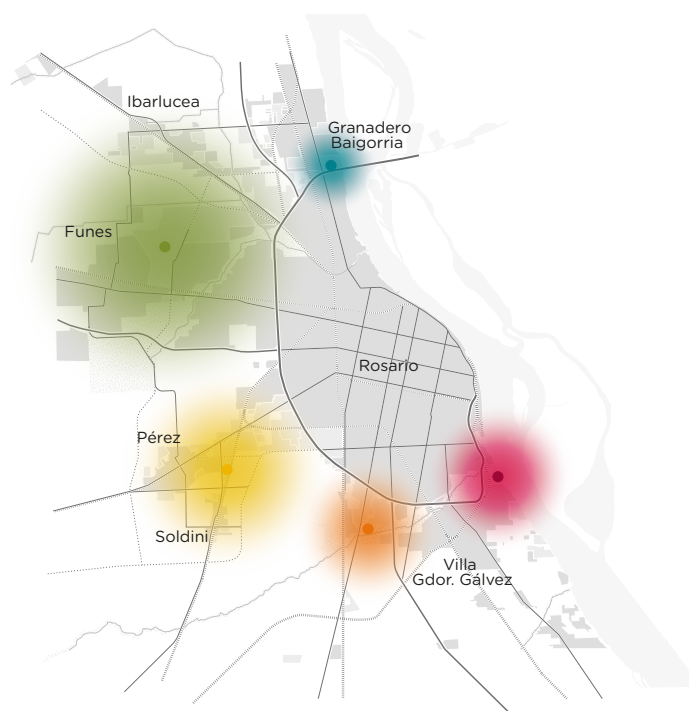 Ibarlucea
Granadero
Baigorria
Funes
Rosario
Pérez
Soldini
Villa
Gdor. Gálvez